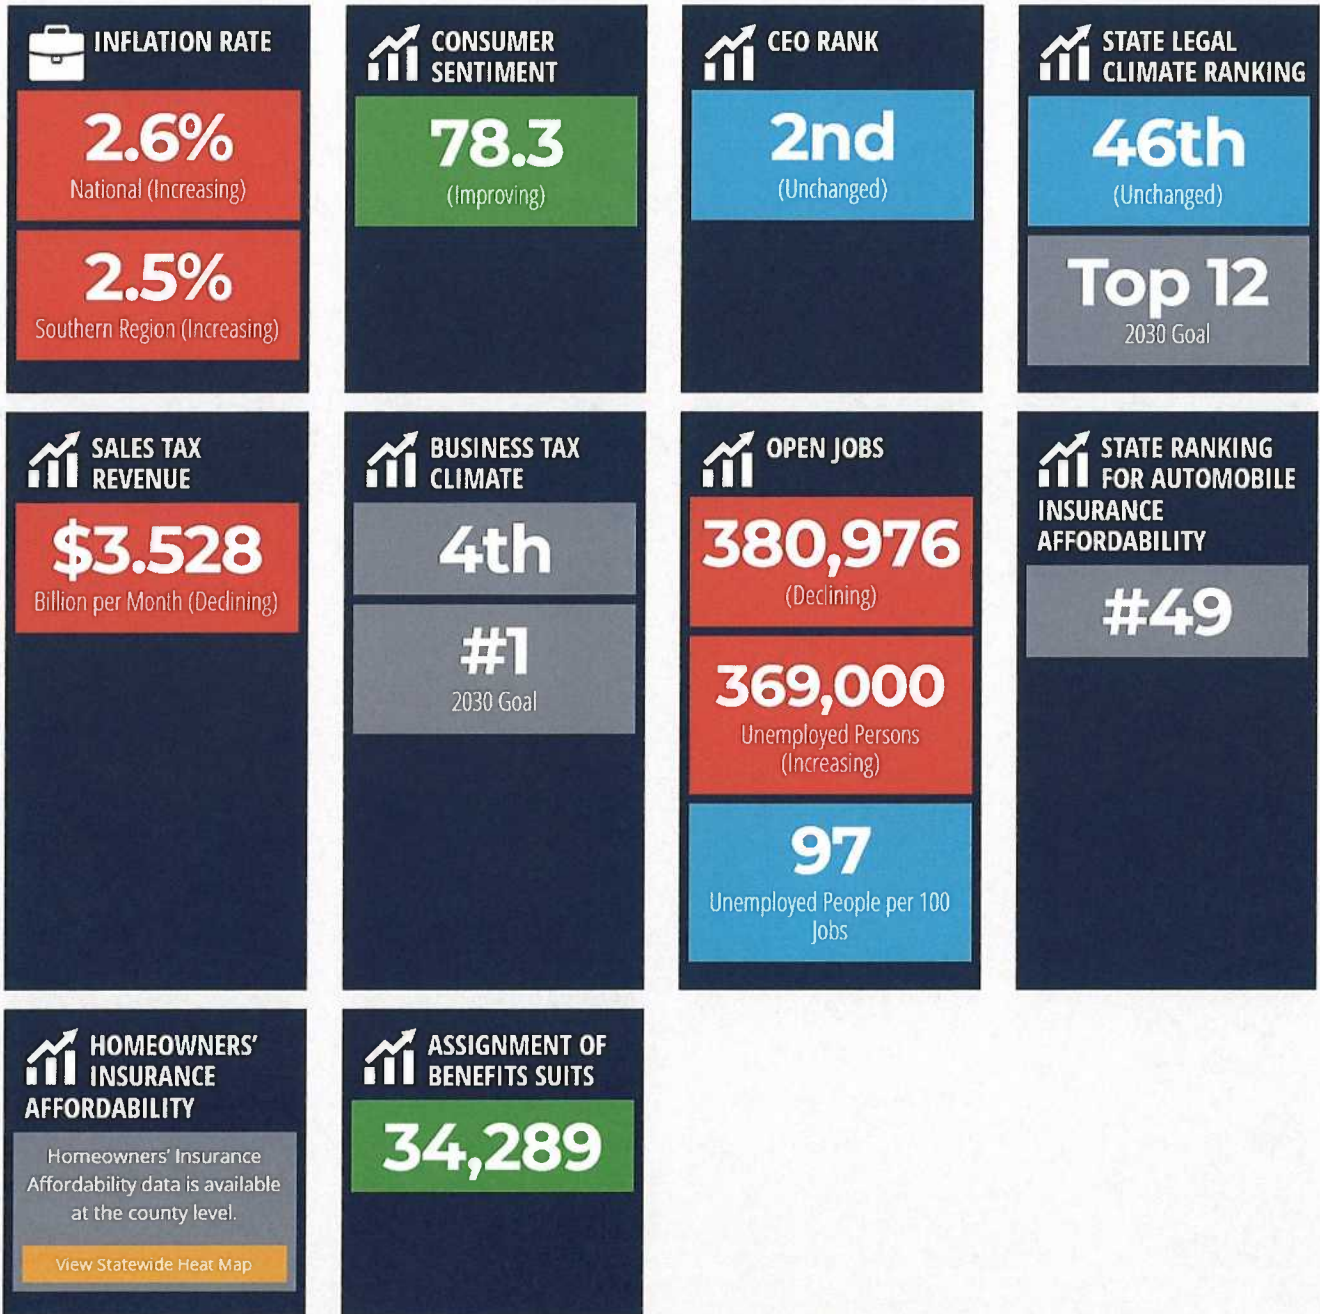 INFLATION RATE
2.6%
National (Increasing)
2.5%
Southern Region (Increasing)
CONSUMER
SENTIMENT
78.3
(Improving)
CEO RANK
2nd
(Unchanged)
STATE LEGAL
CLIMATE RANKING
46th
(Unchanged)
Top 12
2030 Goal
SALES TAX
REVENUE
$3.528
Billion per Month (Declining)
BUSINESS TAX
CLIMATE
4th
#1
2030 Goal
OPEN JOBS
380,976
(Declining)
369,000
Unemployed Persons
(Increasing)
97
Unemployed People per 100
Jobs
STATE RANKING
FOR AUTOMOBILE
INSURANCE
AFFORDABILITY
#49
HOMEOWNERS'
INSURANCE
AFFORDABILITY
Homeowners' Insurance
Affordability data is available
at the county level.
View Statewide Heat Map
ASSIGNMENT OF
BENEFITS SUITS
34,289